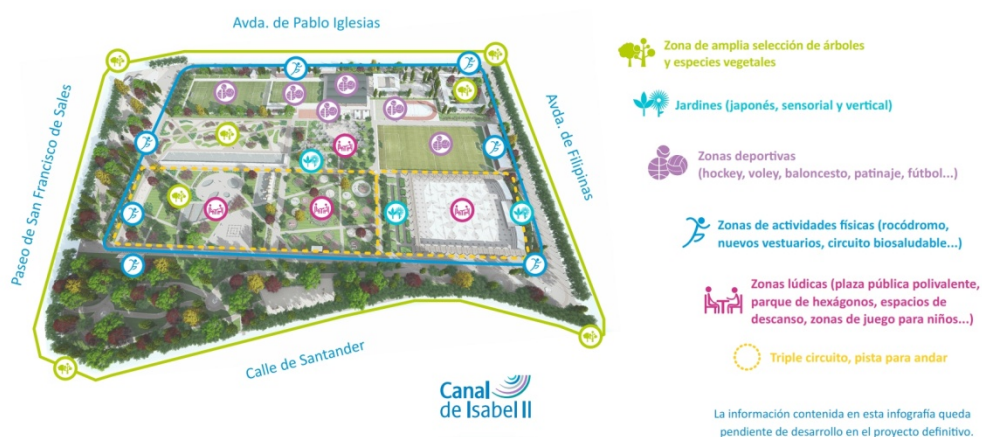 Avda. de Pablo Iglesias
Paseo de San Francisco de Sales
Avda. de Filipinas
Calle de Santander
Canal
de Isabel II
Zona de amplia selección de árboles
y especies vegetales
Jardines (japonés, sensorial y vertical)
Zonas deportivas
(hockey, voley, baloncesto, patinaje, fútbol...)
Zonas de actividades físicas (rocódromo,
nuevos vestuarios, circuito biosaludable...)
Zonas lúdicas (plaza pública polivalente,
parque de hexágonos, espacios de
descanso, zonas de juego para niños...)
Triple circuito, pista para andar
La información contenida en esta infografía queda
pendiente de desarrollo en el proyecto definitivo.